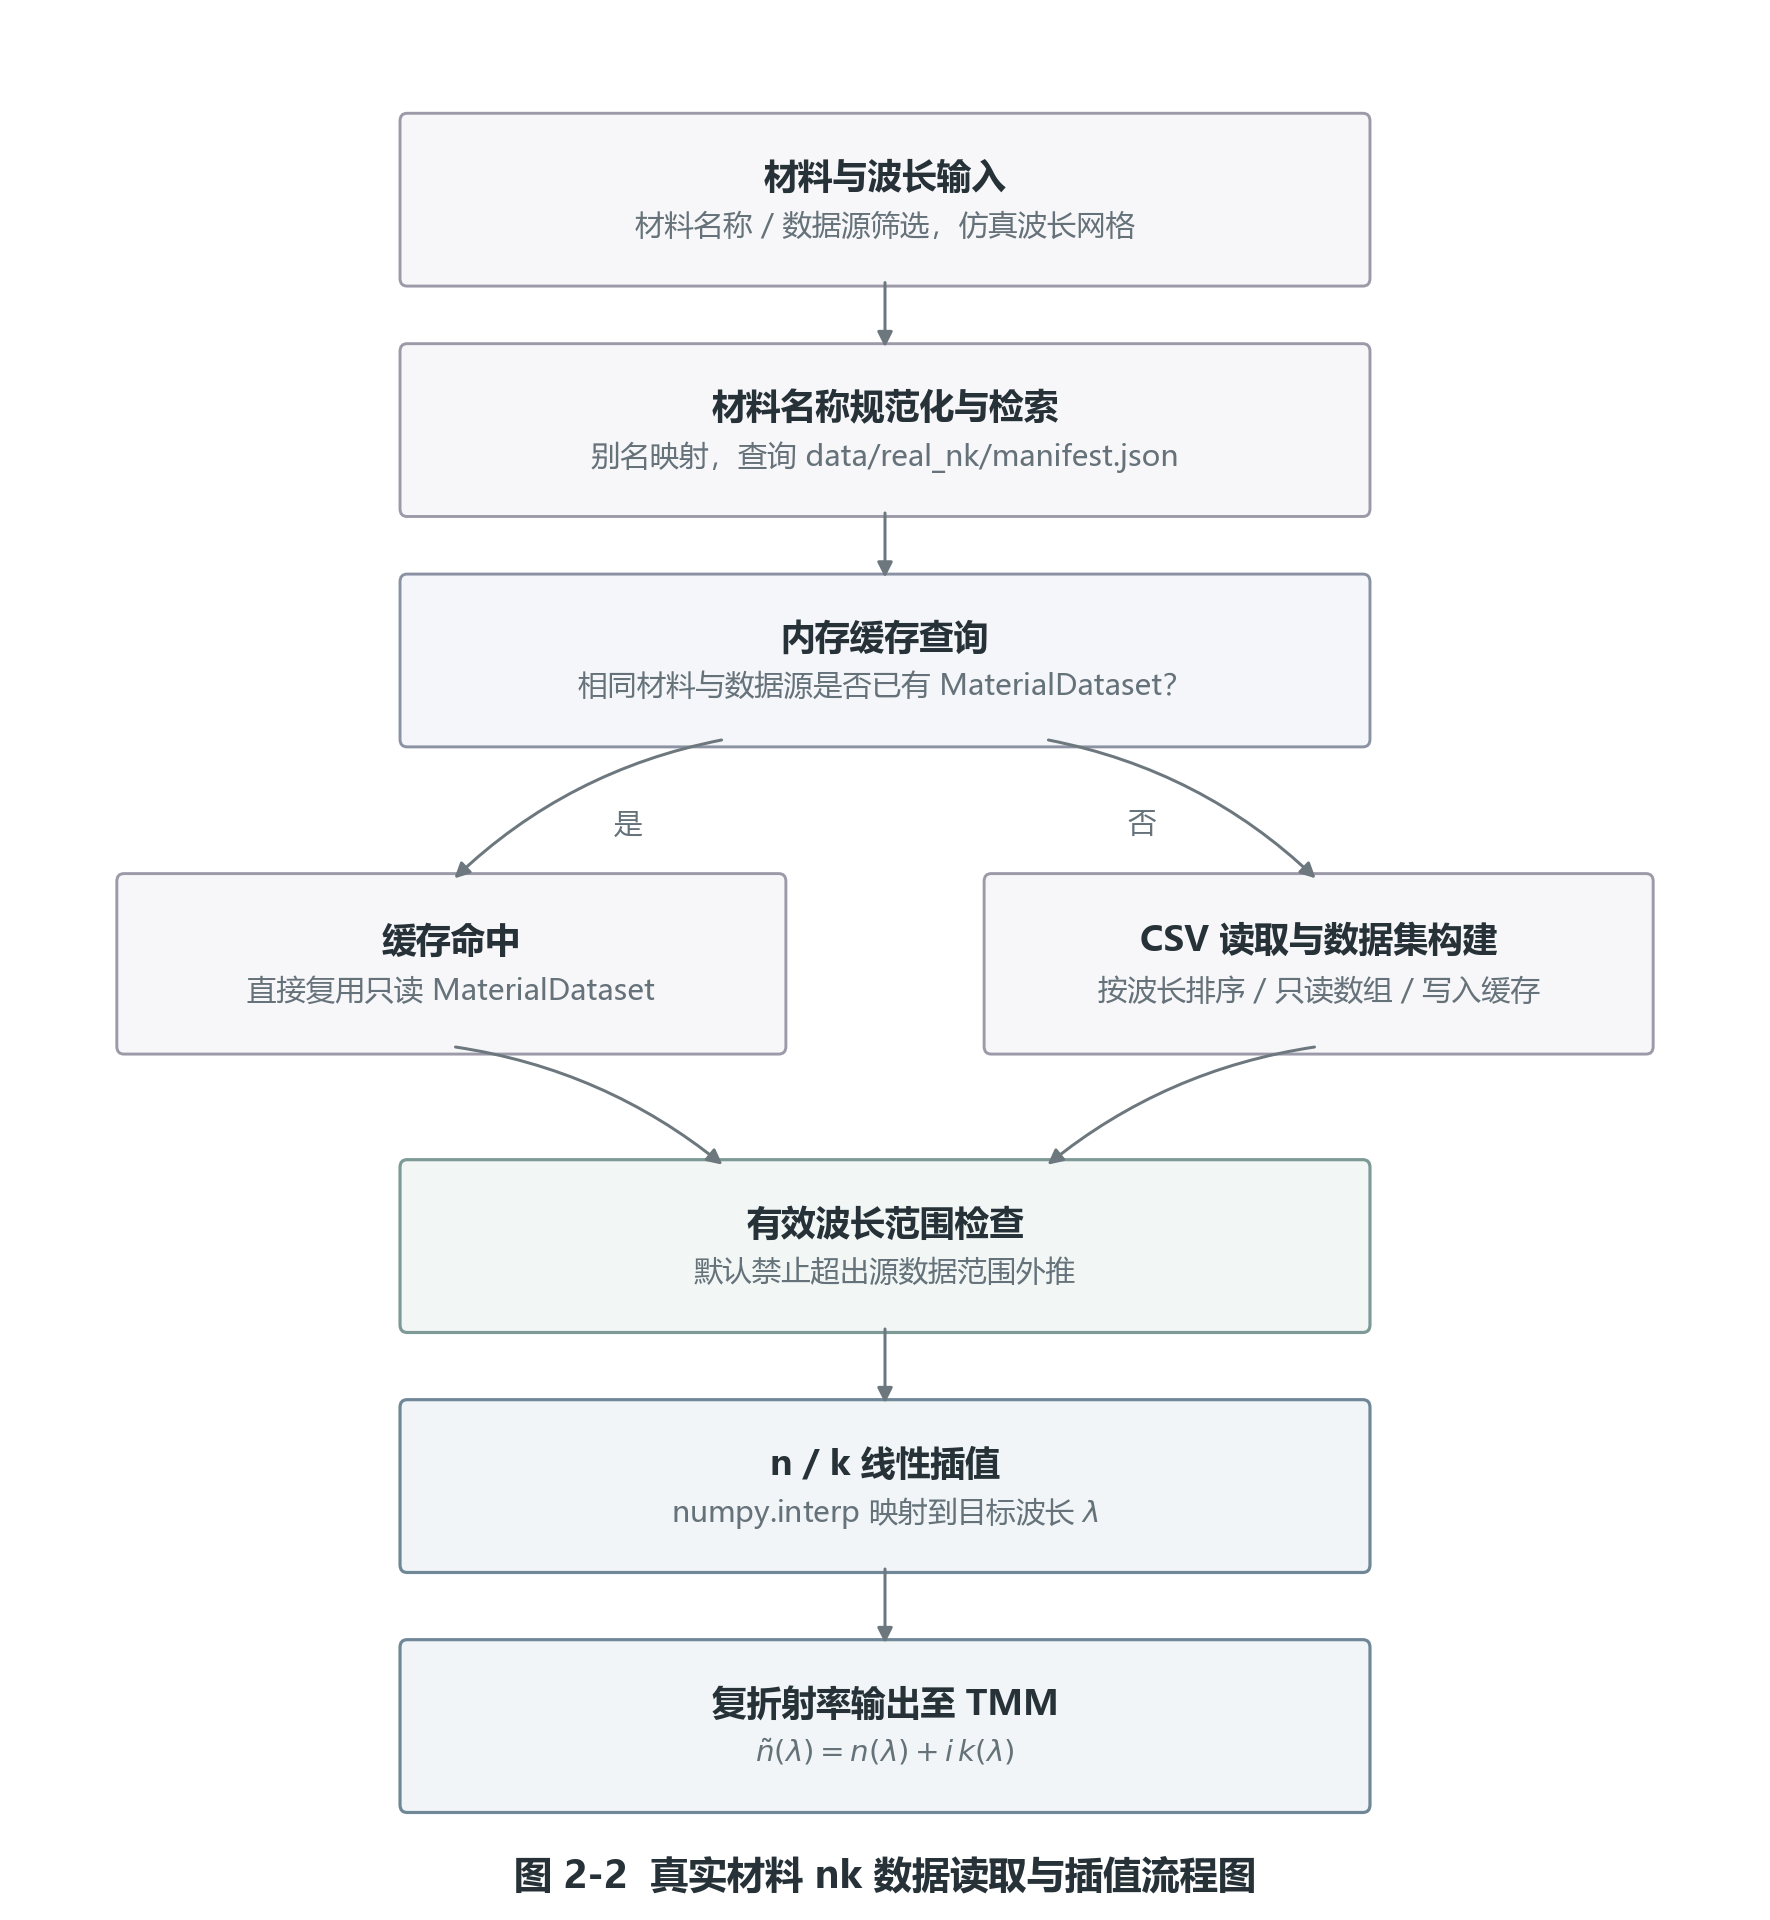 材料与波长输入
材料名称 / 数据源筛选，仿真波长网格
材料名称规范化与检索
别名映射，查询 data/real_nk/manifest.json
内存缓存查询
相同材料与数据源是否已有 MaterialDataset？
是
否
缓存命中
直接复用只读 MaterialDataset
CSV 读取与数据集构建
按波长排序 / 只读数组 / 写入缓存
有效波长范围检查
默认禁止超出源数据范围外推
n / k 线性插值
numpy.interp 映射到目标波长 λ
复折射率输出至 TMM
ñ(λ) = n(λ) + i k(λ)
图 2-2 真实材料 nk 数据读取与插值流程图